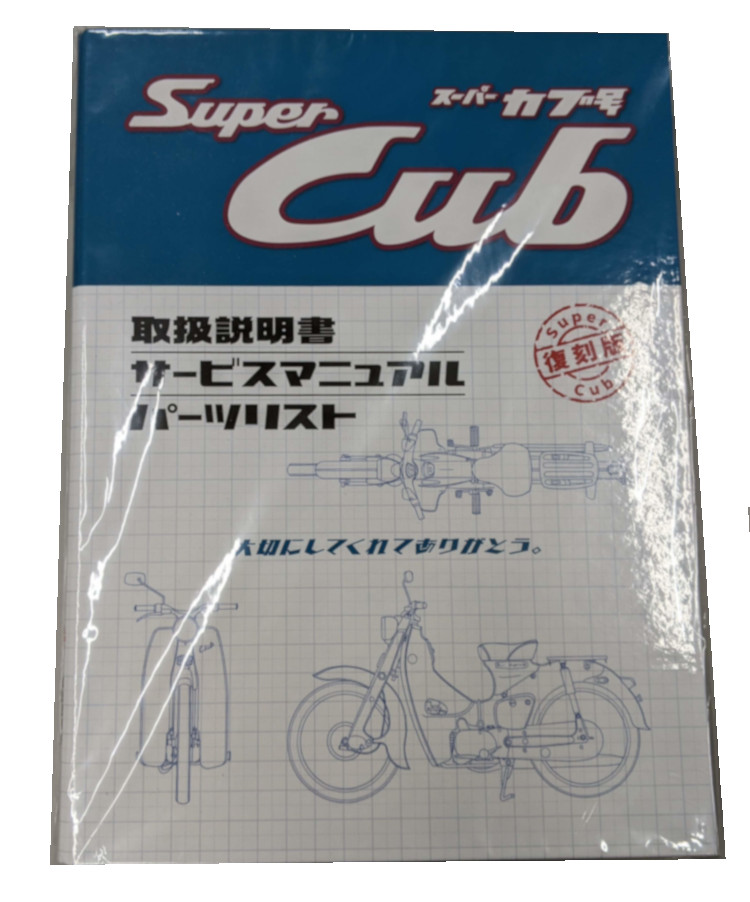 Super
スーパーカブ号
Cub
取扱説明書
サービスマニュアル
パーツリスト
Super
復刻版
Cub
大切にしてくれてありがとう。
Cub